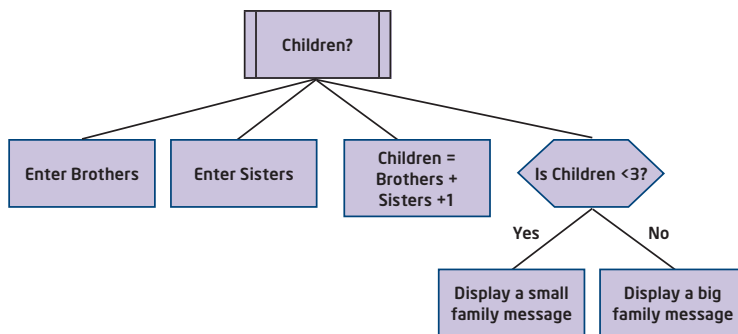 Children?
Enter Brothers
Enter Sisters
Children =
Brothers +
Sisters +1
Is Children <3?
Yes
No
Display a small
family message
Display a big
family message